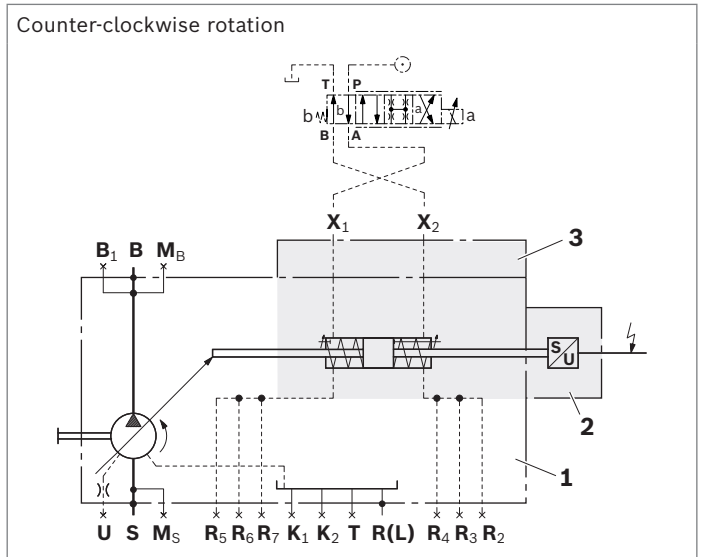 Counter-clockwise rotation
T P
b b a a
B A
X1 X2
B1 B MB
3
S
U
2
1
U S MS R5 R6 R7 K1 K2 T R(L) R4 R3 R2